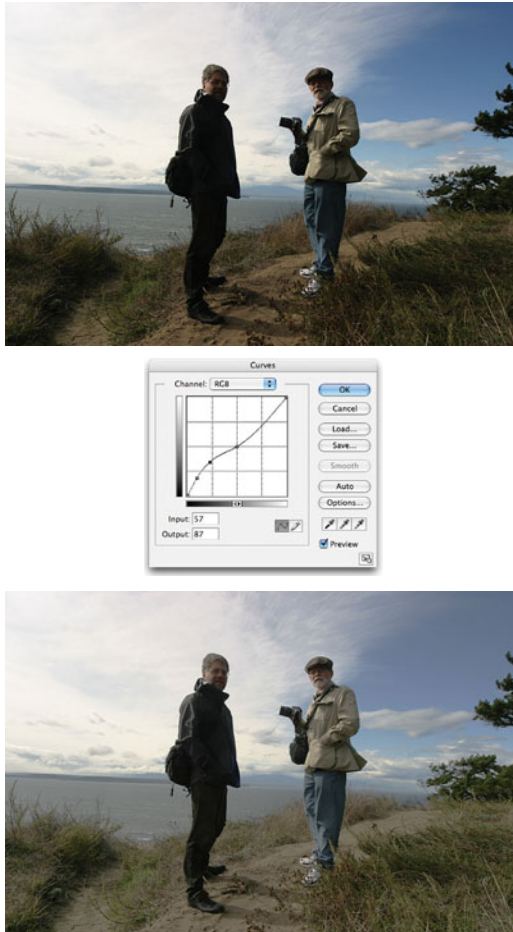 Curves
Channel: RGB
OK
Cancel
Load...
Save...
Smooth
Auto
Options...
Input: 57
Output: 87
Preview